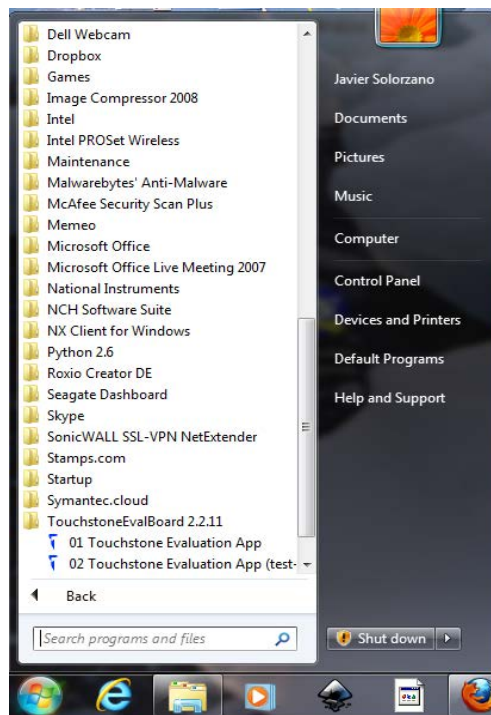 Dell Webcam
Dropbox
Games
Image Compressor 2008
Intel
Intel PROSet Wireless
Maintenance
Malwarebytes' Anti-Malware
McAfee Security Scan Plus
Memeo
Microsoft Office
Microsoft Office Live Meeting 2007
National Instruments
NCH Software Suite
NX Client for Windows
Python 2.6
Roxio Creator DE
Seagate Dashboard
Skype
SonicWALL SSL-VPN NetExtender
Stamps.com
Startup
Symantec.cloud
TouchstoneEvalBoard 2.2.11
01 Touchstone Evaluation App
02 Touchstone Evaluation App (test-
Back
Search programs and files
Javier Solorzano
Documents
Pictures
Music
Computer
Control Panel
Devices and Printers
Default Programs
Help and Support
Shut down